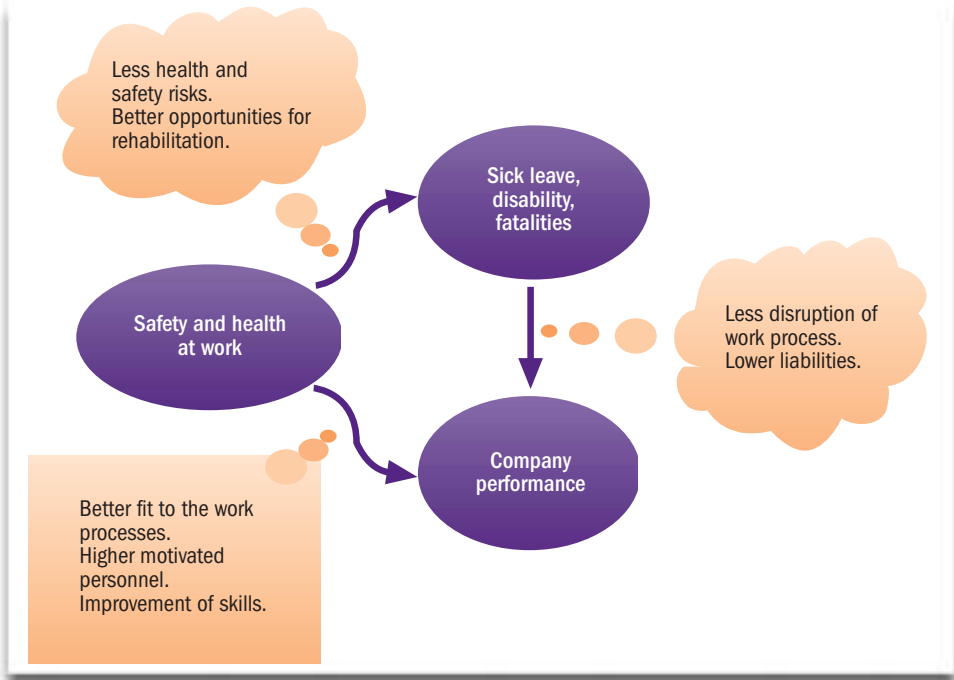 Less health and
safety risks.
Better opportunities for
rehabilitation.
Sick leave,
disability,
fatalities
Safety and health
at work
Less disruption of
work process.
Lower liabilities.
Company
performance
Better fit to the work
processes.
Higher motivated
personnel.
Improvement of skills.